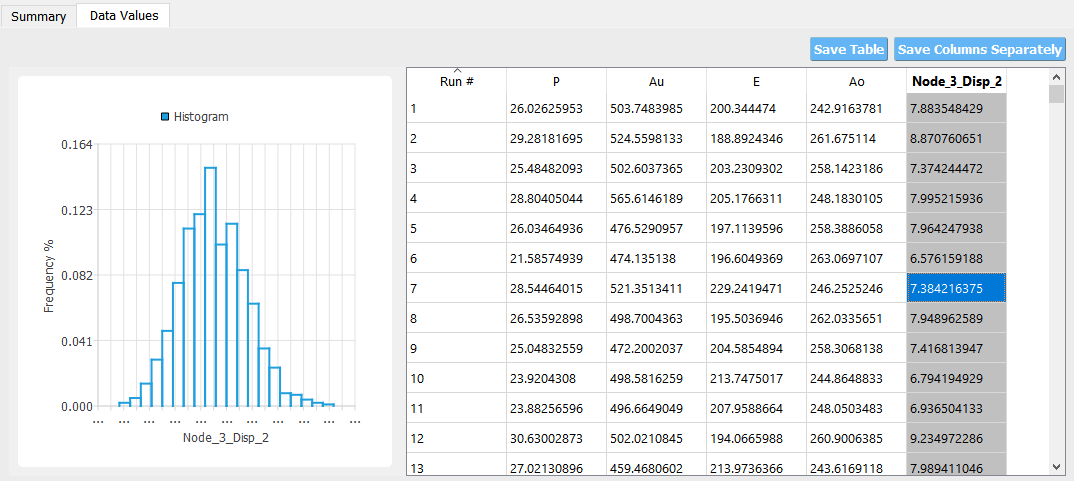 Summary Data Values
Save Table Save Columns Separately
Histogram
0.164
0.123
0.082
0.041
0.000
Frequency %
... ... ... ... ... ... ... ... ... ... ...
Node_3_Disp_2
Run # P Au E Ao Node_3_Disp_2
1 26.02625953 503.7483985 200.344474 242.9163781 7.883548429
2 29.28181695 524.5598133 188.8924346 261.675114 8.870760651
3 25.48482093 502.6037365 203.2309302 258.1423186 7.374244472
4 28.80405044 565.6146189 205.1766311 248.1830105 7.995215936
5 26.03464936 476.5290957 197.1139596 258.3886058 7.964247938
6 21.58574939 474.135138 196.6049369 263.0697107 6.576159188
7 28.54464015 521.3513411 229.2419471 246.2525246 7.384216375
8 26.53592898 498.7004363 195.5036946 262.0335651 7.948962589
9 25.04832559 472.2002037 204.5854894 258.3068138 7.416813947
10 23.9204308 498.5816259 213.7475017 244.8648833 6.794194929
11 23.88256596 496.6649049 207.9588664 248.0503483 6.936504133
12 30.63002873 502.0210845 194.0665988 260.9006385 9.234972286
13 27.02130896 459.4680602 213.9736366 243.6169118 7.989411046